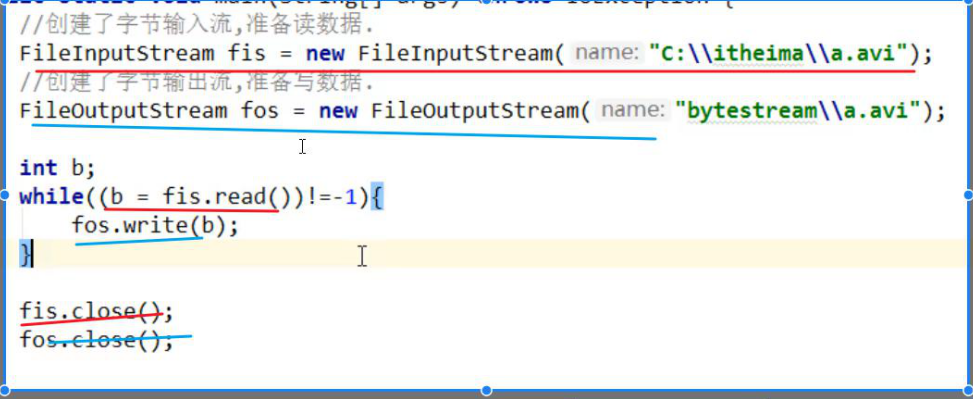 static void main(String[] args) throws IOException {
//创建了字节输入流,准备读数据.
FileInputStream fis = new FileInputStream( name: "C:\\itheima\\a.avi");
//创建了字节输出流,准备写数据.
FileOutputStream fos = new FileOutputStream( name: "bytestream\\a.avi");
int b;
while((b = fis.read())!=-1){
fos.write(b);
}
fis.close();
fos.close();